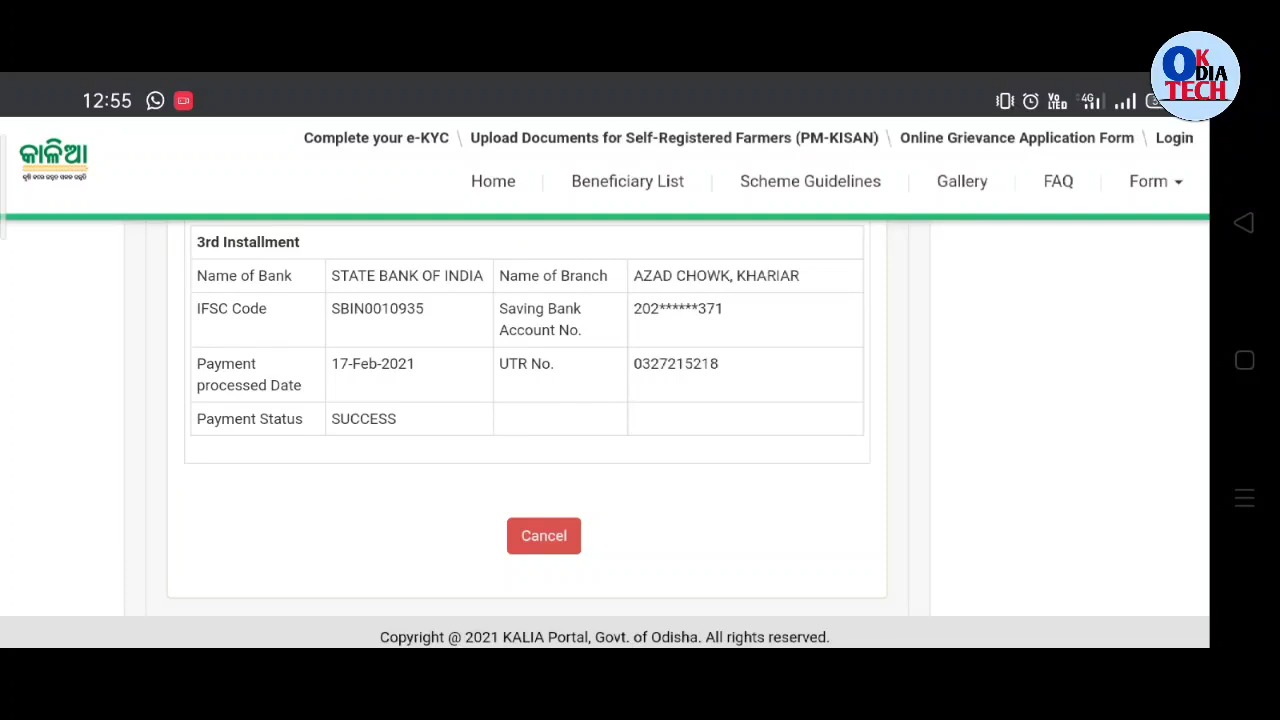 OK
DIA
TECH
12:55
Vo
LTED
4G
Complete your e-KYC \ Upload Documents for Self-Registered Farmers (PM-KISAN) \ Online Grievance Application Form \ Login
କାଳିଆ
Home Beneficiary List Scheme Guidelines Gallery FAQ Form
3rd Installment
Name of Bank STATE BANK OF INDIA Name of Branch AZAD CHOWK, KHARIAR
IFSC Code SBIN0010935 Saving Bank 202******371
Account No.
Payment 17-Feb-2021 UTR No. 0327215218
processed Date
Payment Status SUCCESS
Cancel
Copyright @ 2021 KALIA Portal, Govt. of Odisha. All rights reserved.